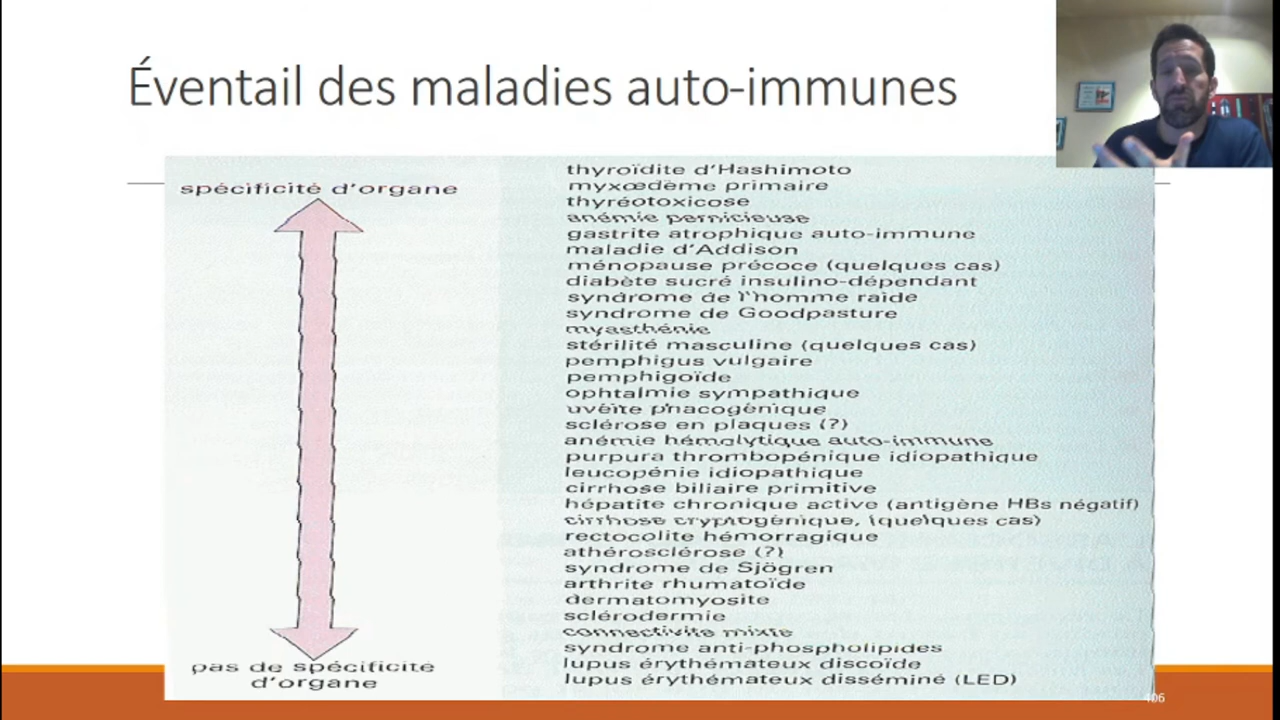 Éventail des maladies auto-immunes
spécificité d'organe
pas de spécificité
d'organe
thyroïdite d'Hashimoto
myxœdème primaire
thyréotoxicose
anémie pernicieuse
gastrite atrophique auto-immune
maladie d'Addison
ménopause précoce (quelques cas)
diabète sucré insulino-dépendant
syndrome de l'homme raide
syndrome de Goodpasture
myasthénie
stérilité masculine (quelques cas)
pemphigus vulgaire
pemphigoïde
ophtalmie sympathique
uvéite phacogénique
sclérose en plaques (?)
anémie hémolytique auto-immune
purpura thrombopénique idiopathique
leucopénie idiopathique
cirrhose biliaire primitive
hépatite chronique active (antigène HBs négatif)
cirrhose cryptogénique, (quelques cas)
rectocolite hémorragique
athérosclérose (?)
syndrome de Sjögren
arthrite rhumatoïde
dermatomyosite
sclérodermie
connectivite mixte
syndrome anti-phospholipides
lupus érythémateux discoïde
lupus érythémateux disséminé (LED)
406